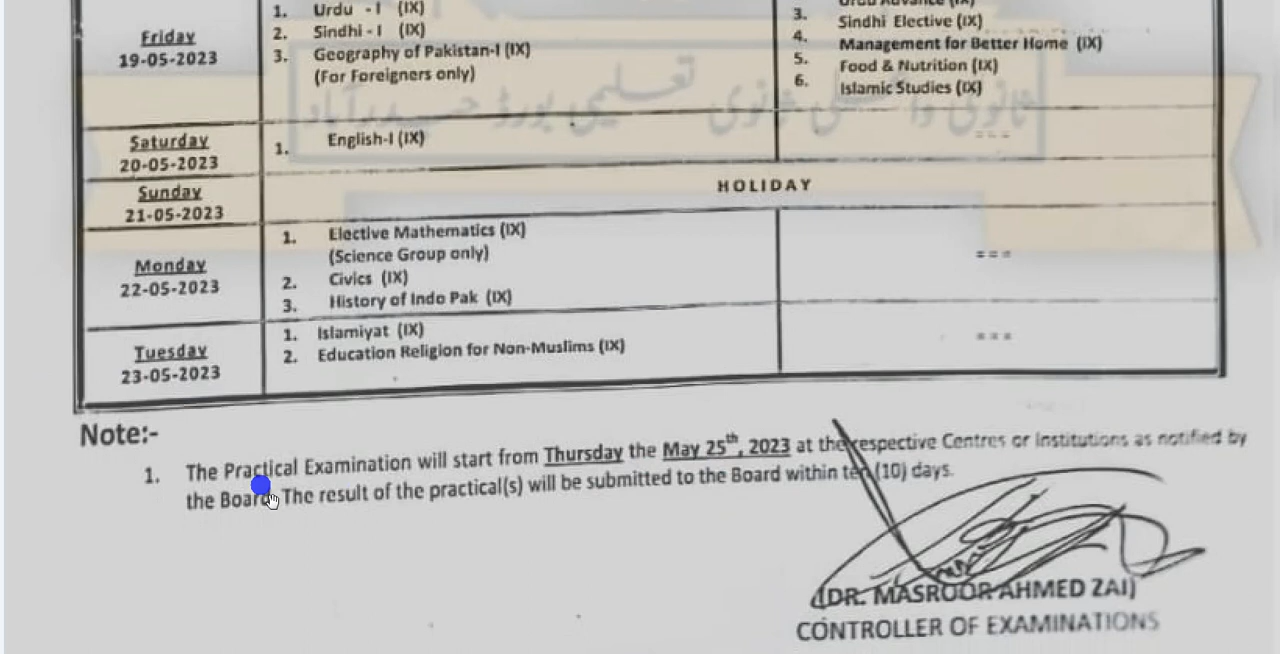 Friday
19-05-2023
1. Urdu - I (IX)
2. Sindhi - I (IX)
3. Geography of Pakistan-I (IX)
(For Foreigners only)
3. Sindhi Elective (IX)
4. Management for Better Home (IX)
5. Food & Nutrition (IX)
6. Islamic Studies (IX)
Saturday
20-05-2023
1. English-I (IX)
= = =
Sunday
21-05-2023
HOLIDAY
Monday
22-05-2023
1. Elective Mathematics (IX)
(Science Group only)
2. Civics (IX)
3. History of Indo Pak (IX)
= = =
Tuesday
23-05-2023
1. Islamiyat (IX)
2. Education Religion for Non-Muslims (IX)
= = =
Note:-
1. The Practical Examination will start from Thursday the May 25th, 2023 at the respective Centres or Institutions as notified by
the Board. The result of the practical(s) will be submitted to the Board within ten (10) days.
(DR. MASROOR AHMED ZAI)
CONTROLLER OF EXAMINATIONS